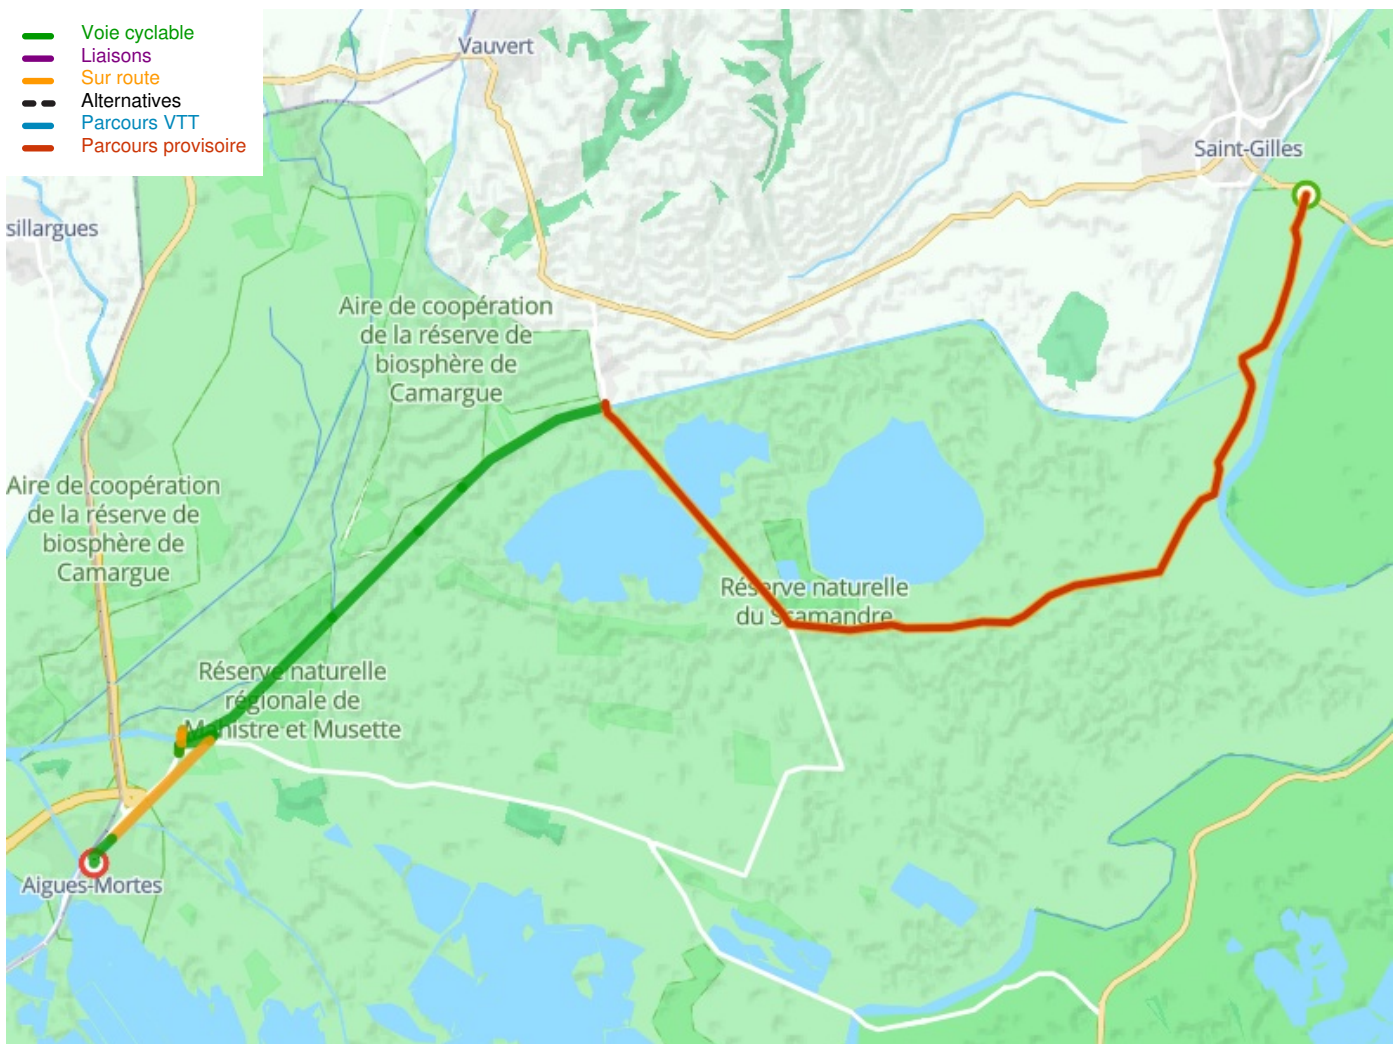 Voie cyclable
Liaisons
Sur route
Alternatives
Parcours VTT
Parcours provisoire
Vauvert
Saint-Gilles
sillargues
Aire de coopération
de la réserve de
biosphère de
Camargue
Aire de coopération
de la réserve de
biosphère de
Camargue
Réserve naturelle
du Scamandre
Réserve naturelle
régionale de
Mahistre et Musette
Aigues-Mortes